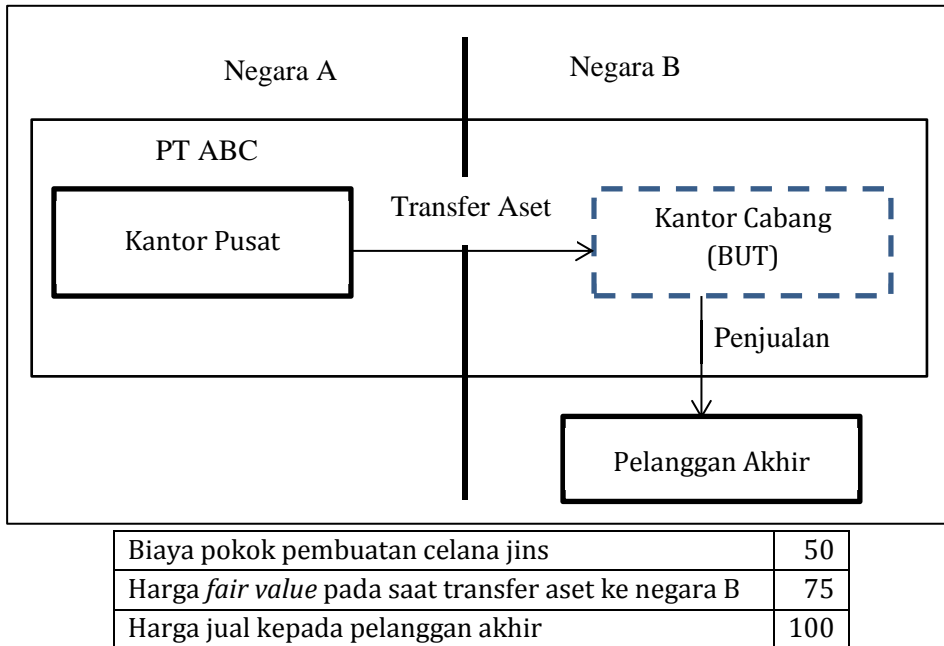 Negara A
Negara B
PT ABC
Kantor Pusat
Transfer Aset
Kantor Cabang
(BUT)
Penjualan
Pelanggan Akhir
Biaya pokok pembuatan celana jins 50
Harga fair value pada saat transfer aset ke negara B 75
Harga jual kepada pelanggan akhir 100